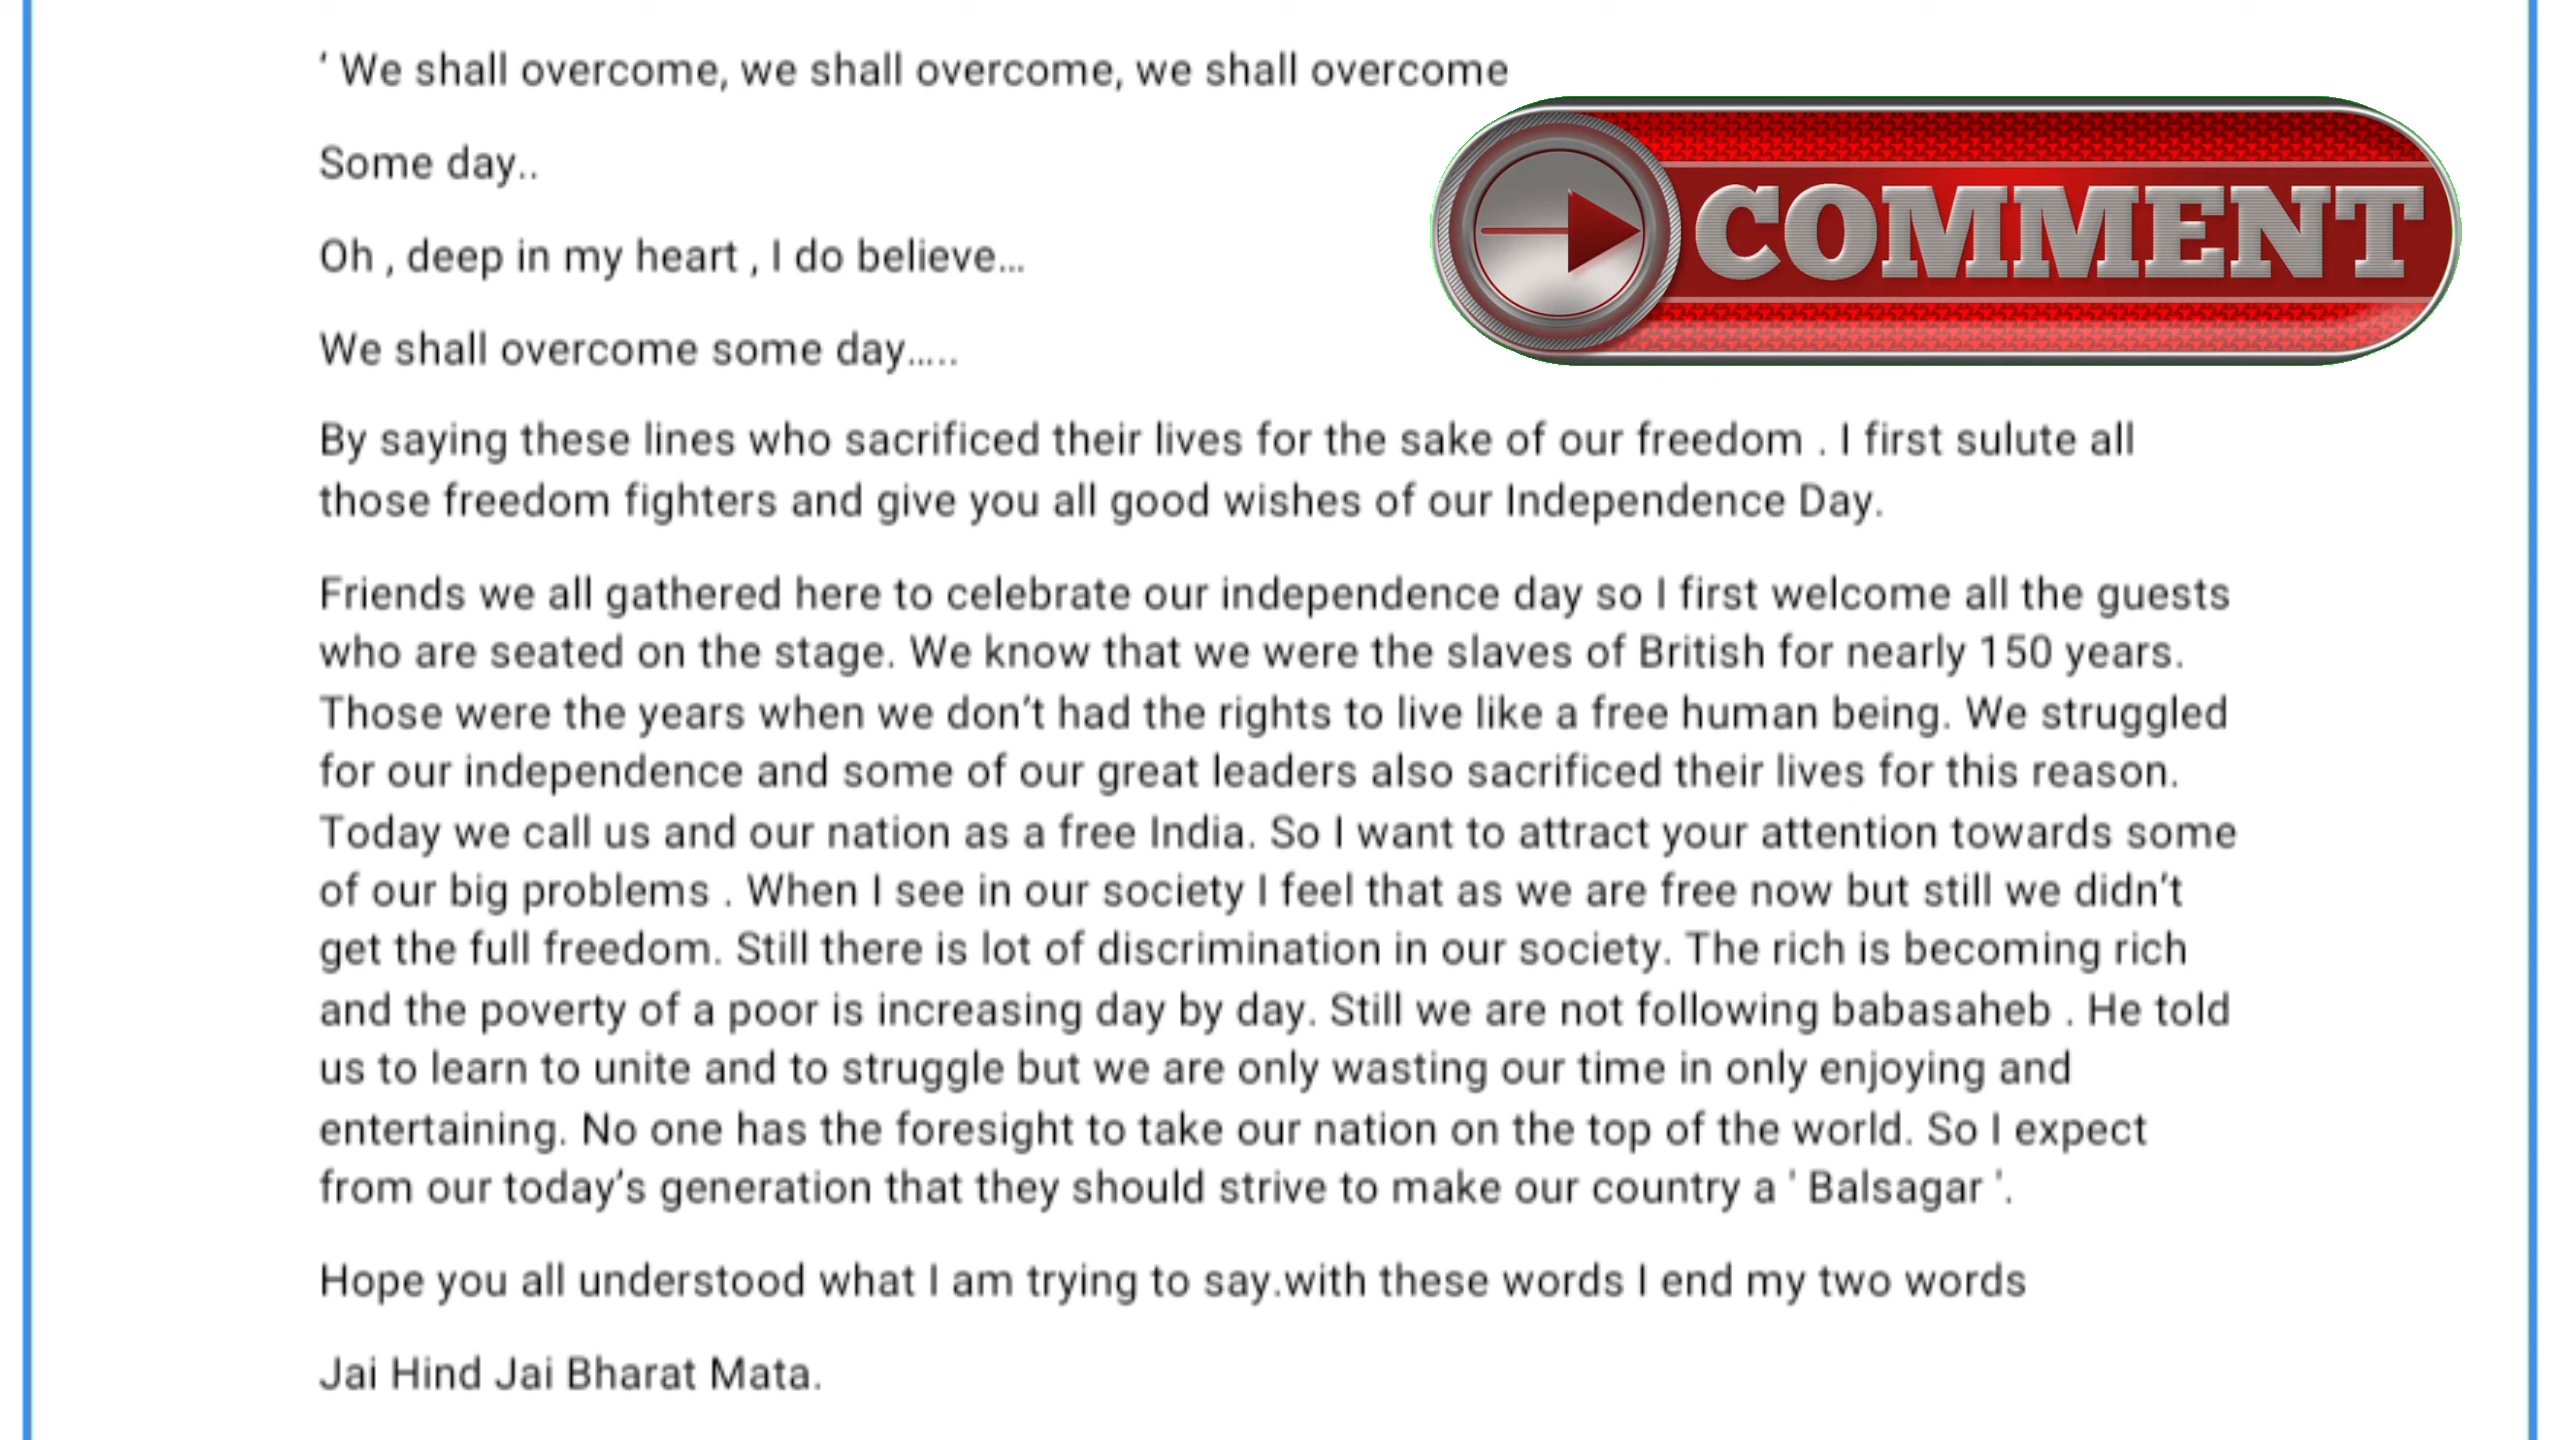 ‘ We shall overcome, we shall overcome, we shall overcome
Some day..
Oh , deep in my heart , I do believe…
We shall overcome some day…..
COMMENT
By saying these lines who sacrificed their lives for the sake of our freedom . I first sulute all
those freedom fighters and give you all good wishes of our Independence Day.
Friends we all gathered here to celebrate our independence day so I first welcome all the guests
who are seated on the stage. We know that we were the slaves of British for nearly 150 years.
Those were the years when we don’t had the rights to live like a free human being. We struggled
for our independence and some of our great leaders also sacrificed their lives for this reason.
Today we call us and our nation as a free India. So I want to attract your attention towards some
of our big problems . When I see in our society I feel that as we are free now but still we didn’t
get the full freedom. Still there is lot of discrimination in our society. The rich is becoming rich
and the poverty of a poor is increasing day by day. Still we are not following babasaheb . He told
us to learn to unite and to struggle but we are only wasting our time in only enjoying and
entertaining. No one has the foresight to take our nation on the top of the world. So I expect
from our today’s generation that they should strive to make our country a ' Balsagar '.
Hope you all understood what I am trying to say.with these words I end my two words
Jai Hind Jai Bharat Mata.